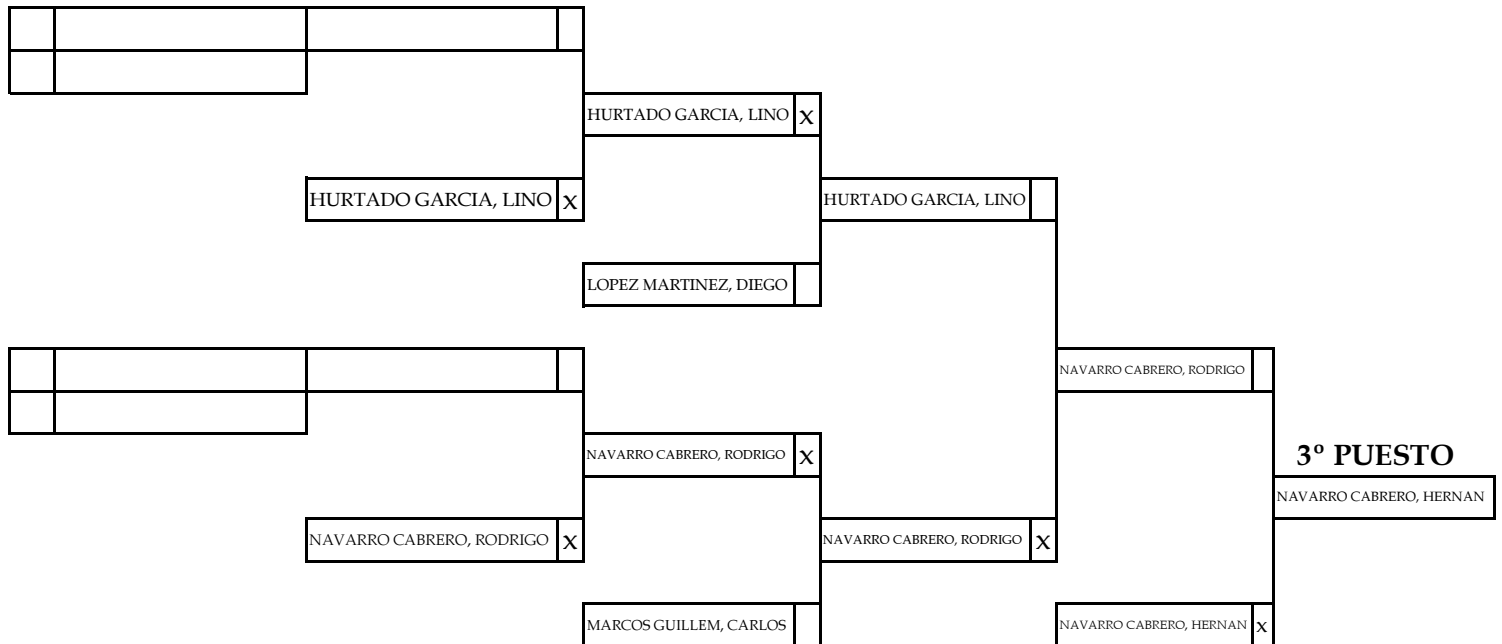 HURTADO GARCIA, LINO X
HURTADO GARCIA, LINO X
HURTADO GARCIA, LINO
LOPEZ MARTINEZ, DIEGO
NAVARRO CABRERO, RODRIGO
NAVARRO CABRERO, RODRIGO X
3º PUESTO
NAVARRO CABRERO, HERNAN
NAVARRO CABRERO, RODRIGO X
NAVARRO CABRERO, RODRIGO X
MARCOS GUILLEM, CARLOS
NAVARRO CABRERO, HERNAN X